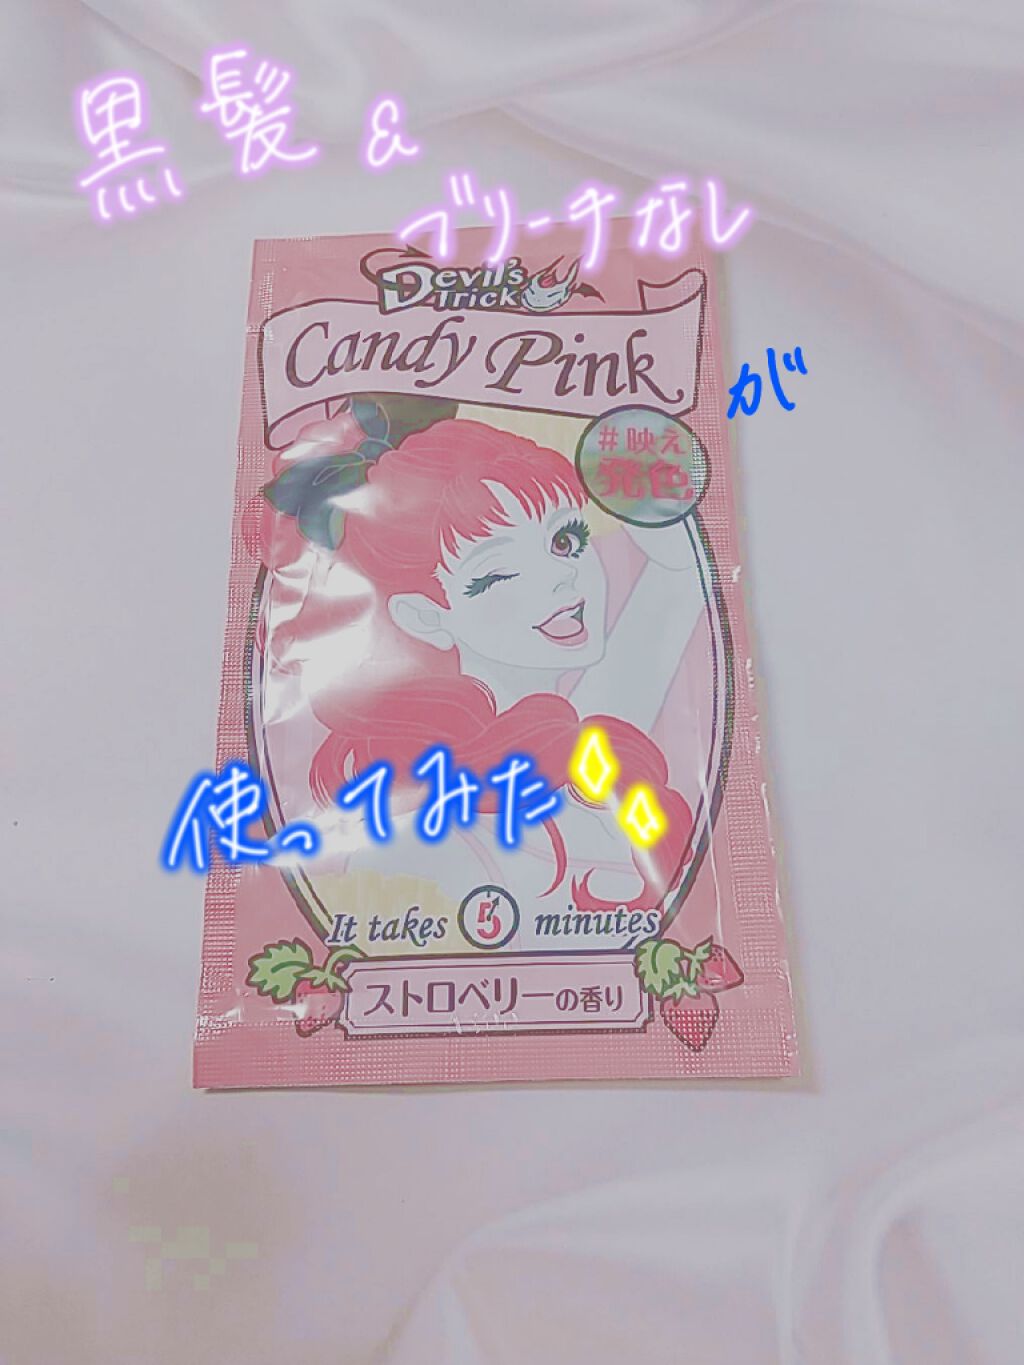 黒髪&
ブリーチなし
Devil's
Trick
Candy Pink
が
#映え
発色
使ってみた
It takes 5 minutes
ストロベリーの香り